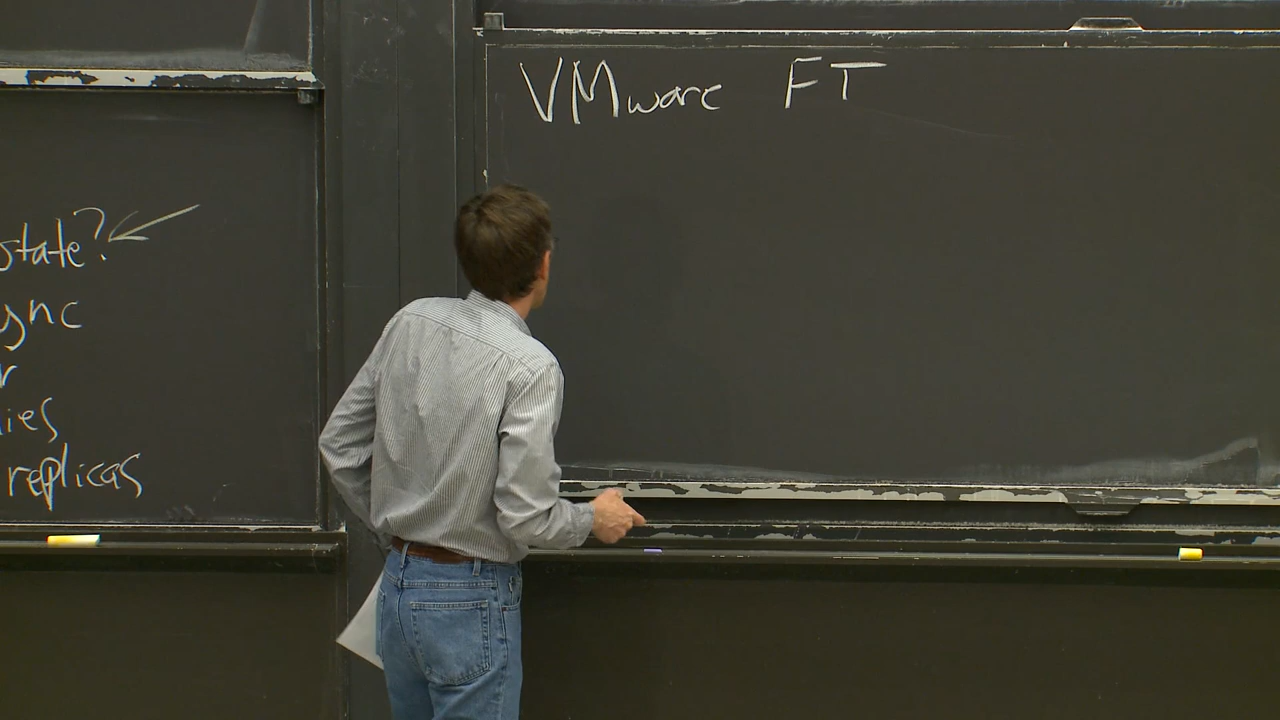 VMware FT
state?
ync
r
ies
replicas